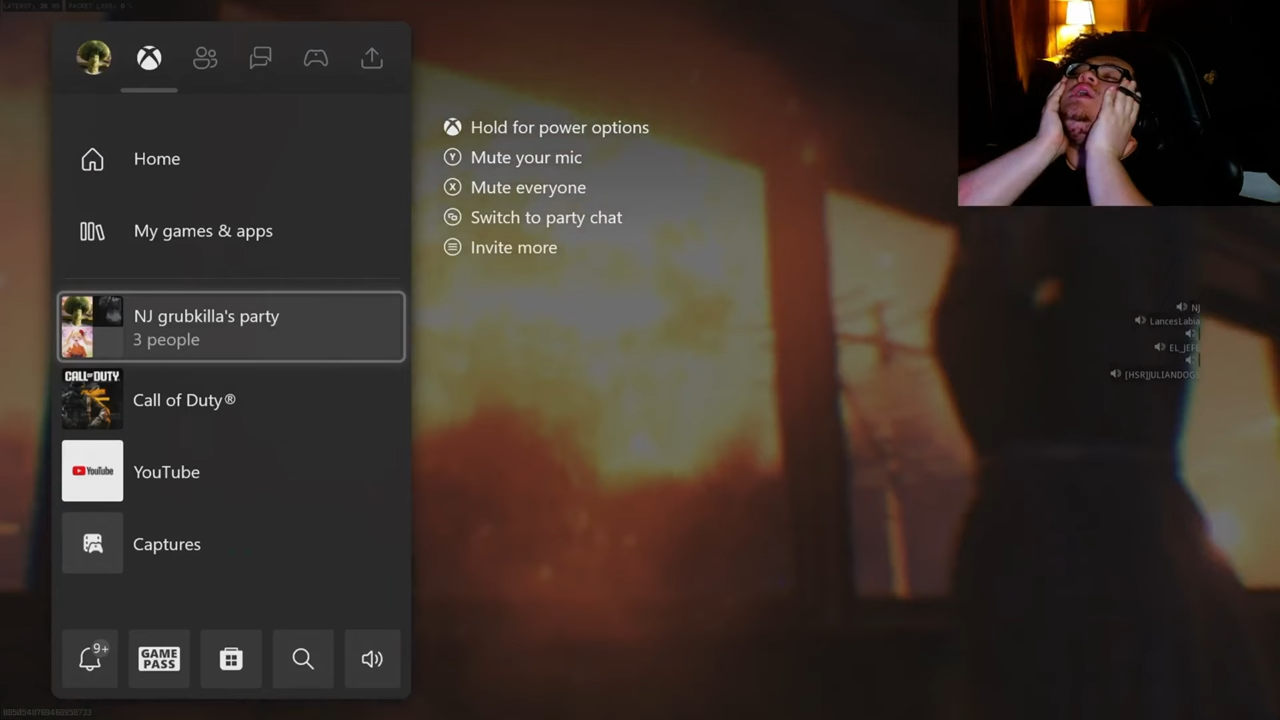 Home
My games & apps
NJ grubkilla's party
3 people
CALL OF DUTY
Call of Duty®
YouTube
YouTube
Captures
9+
GAME PASS
Hold for power options
Y Mute your mic
X Mute everyone
Switch to party chat
Invite more
NJ
LancesLabia
EL_JEFE
[HSR]JULIANDOG